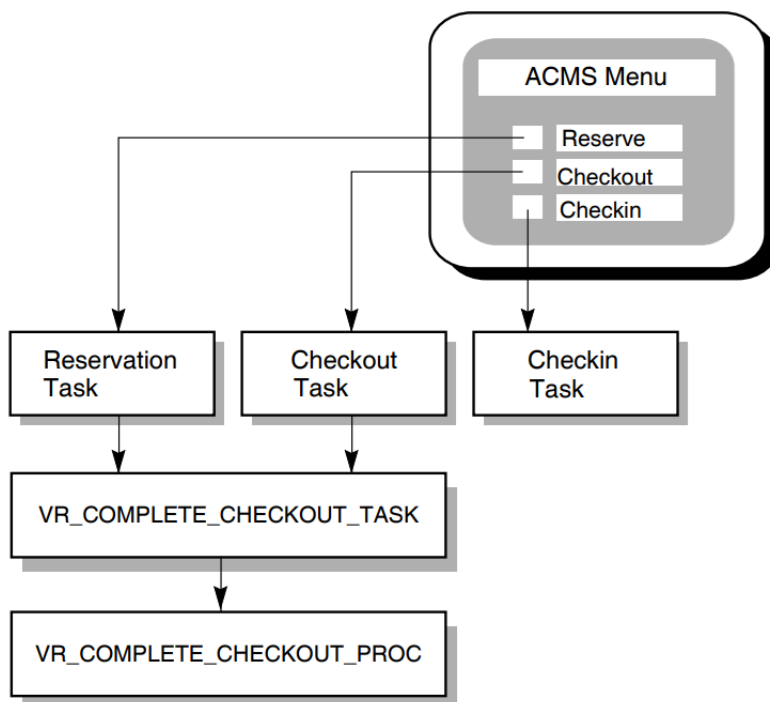 ACMS Menu
Reserve
Checkout
Checkin
Reservation
Task
Checkout
Task
Checkin
Task
VR_COMPLETE_CHECKOUT_TASK
VR_COMPLETE_CHECKOUT_PROC